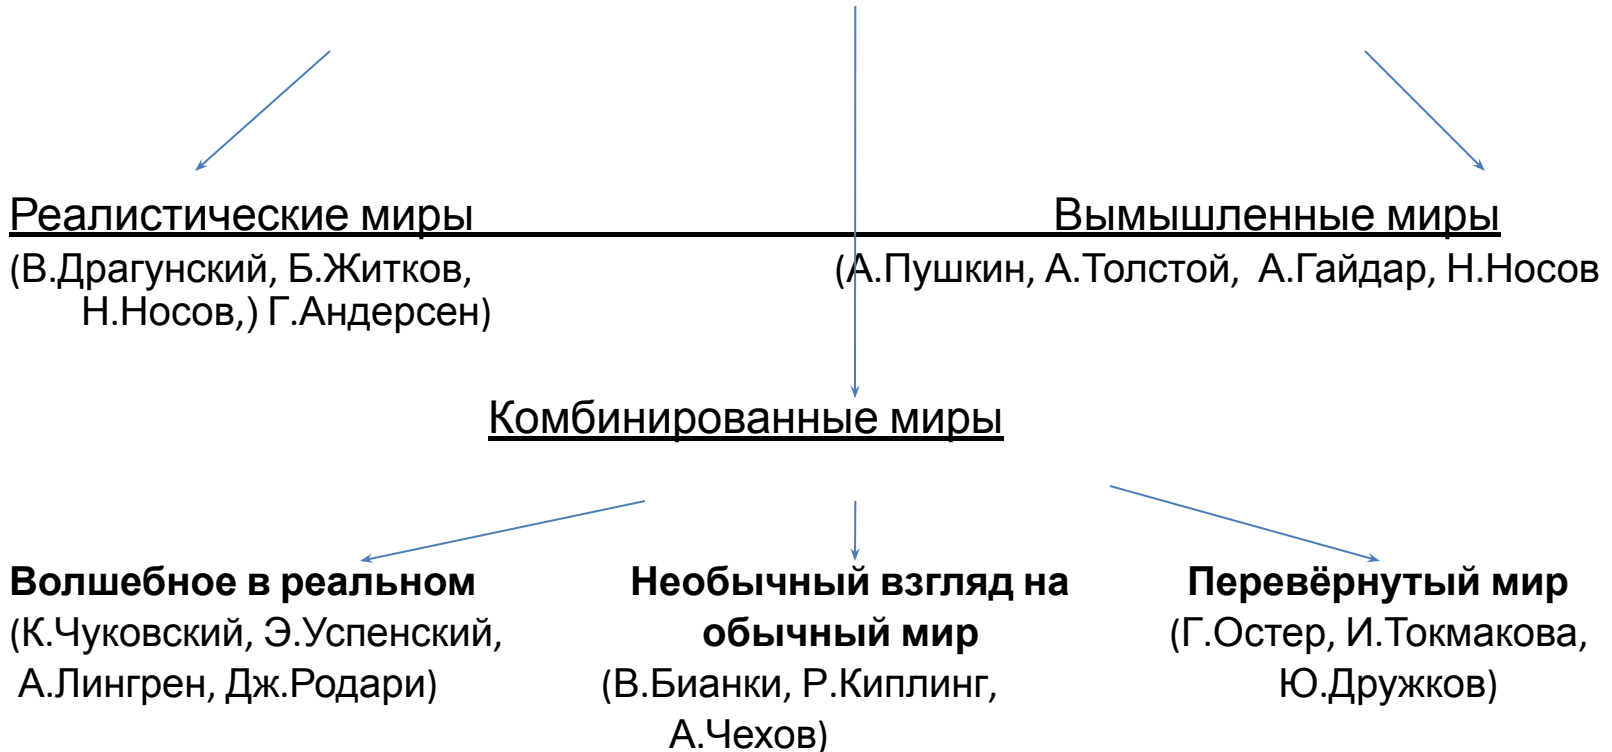 Реалистические миры Вымышленные миры
(В.Драгунский, Б.Житков, (А.Пушкин, А.Толстой, А.Гайдар, Н.Носов
Н.Носов,) Г.Андерсен)
Комбинированные миры
Волшебное в реальном Необычный взгляд на Перевёрнутый мир
(К.Чуковский, Э.Успенский, обычный мир (Г.Остер, И.Токмакова,
А.Лингрен, Дж.Родари) (В.Бианки, Р.Киплинг, Ю.Дружков)
А.Чехов)